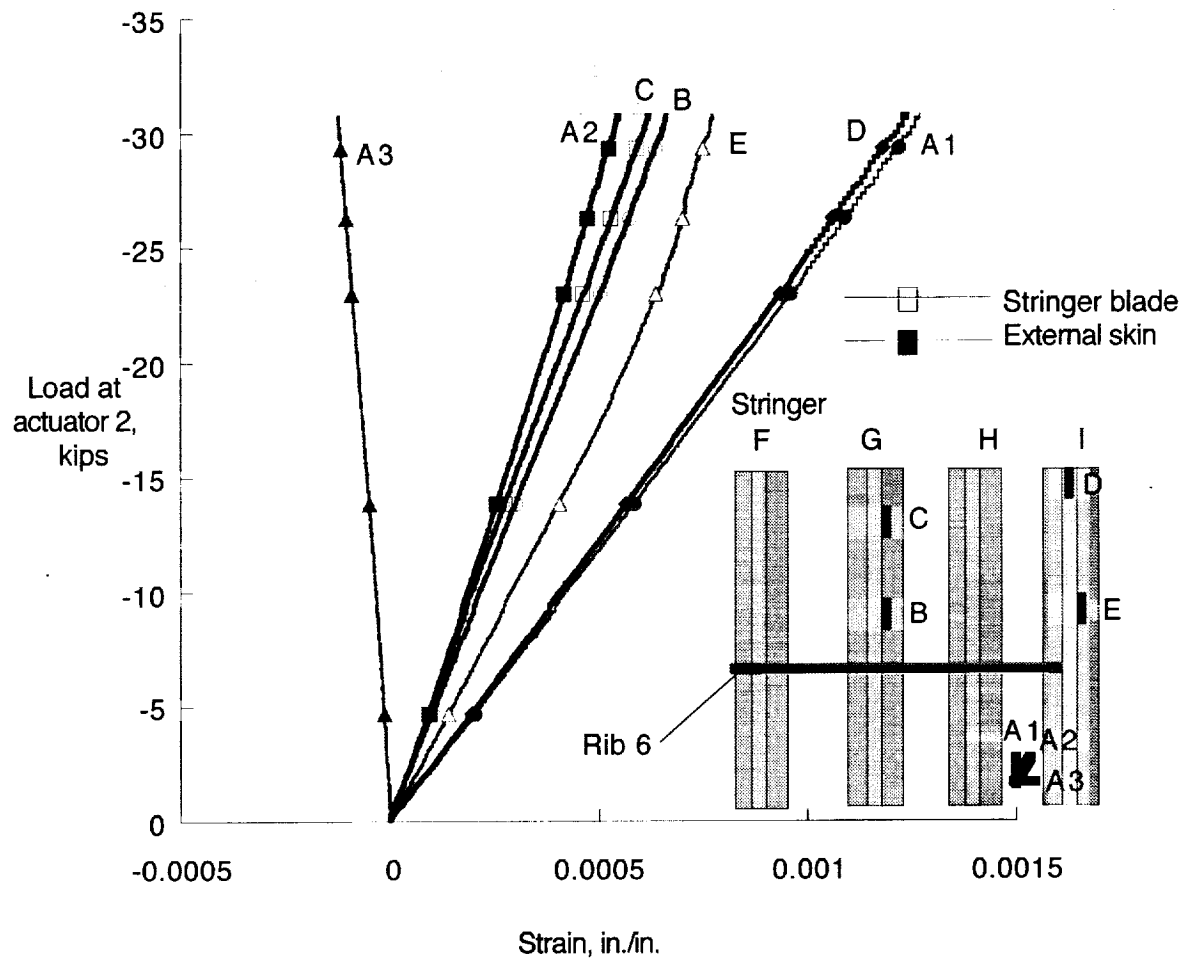 -35
-30
-25
-20
-15
-10
-5
0
Load at
actuator 2,
kips
A3
A2
C
B
E
D
A1
Stringer blade
External skin
Stringer
F G H I
D
C
B
E
Rib 6
A1 A2
A3
-0.0005 0 0.0005 0.001 0.0015
Strain, in./in.